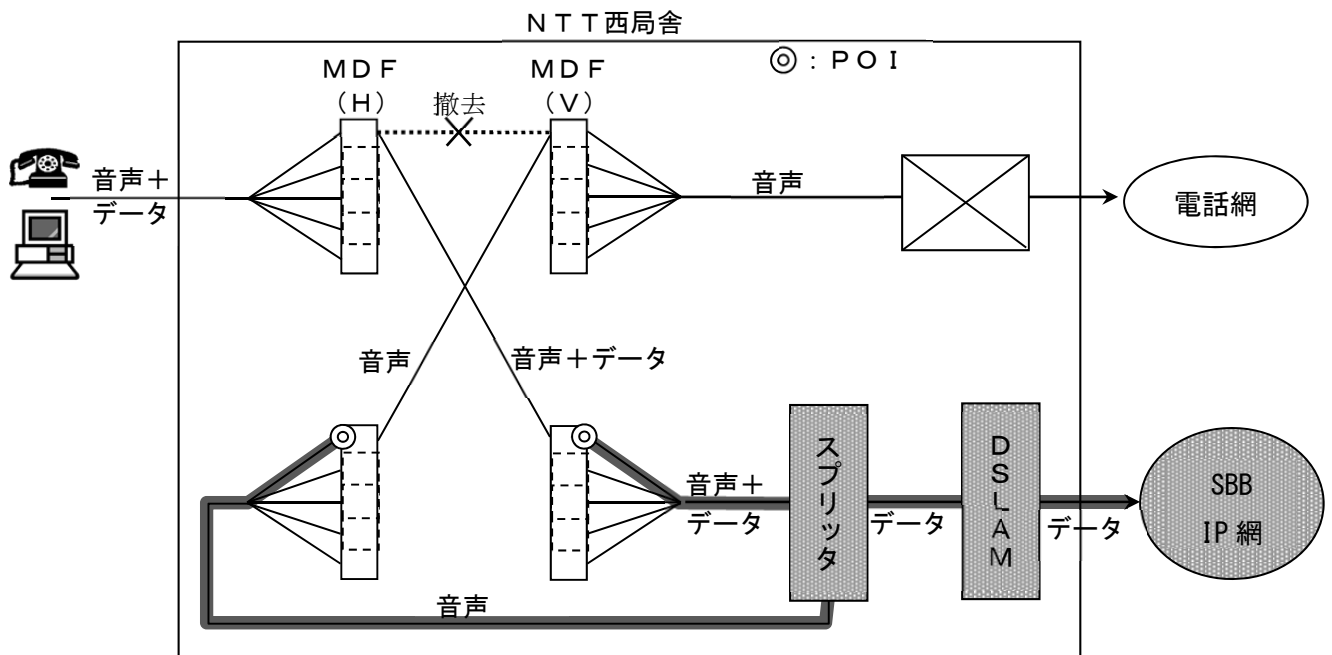 NTT西局舎
MDF
(H)
MDF
(V)
◎:POI
撤去
音声+
データ
音声
電話網
音声
音声+データ
音声+
データ
スプリッタ
データ
DSLAM
データ
SBB
IP網
音声